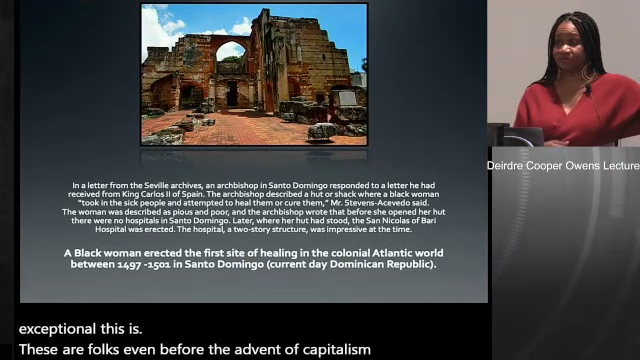 In a letter from the Seville archives, an archbishop in Santo Domingo responded to a letter he had
received from King Carlos II of Spain. The archbishop described a hut or shack where a black woman
"took in the sick people and attempted to heal them or cure them," Mr. Stevens-Acevedo said.
The woman was described as pious and poor, and the archbishop wrote that before she opened her hut
there were no hospitals in Santo Domingo. Later, where her hut had stood, the San Nicolas of Bari
Hospital was erected. The hospital, a two-story structure, was impressive at the time.
A Black woman erected the first site of healing in the colonial Atlantic world
between 1497 -1501 in Santo Domingo (current day Dominican Republic).
Deirdre Cooper Owens Lecture
exceptional this is.
These are folks even before the advent of capitalism